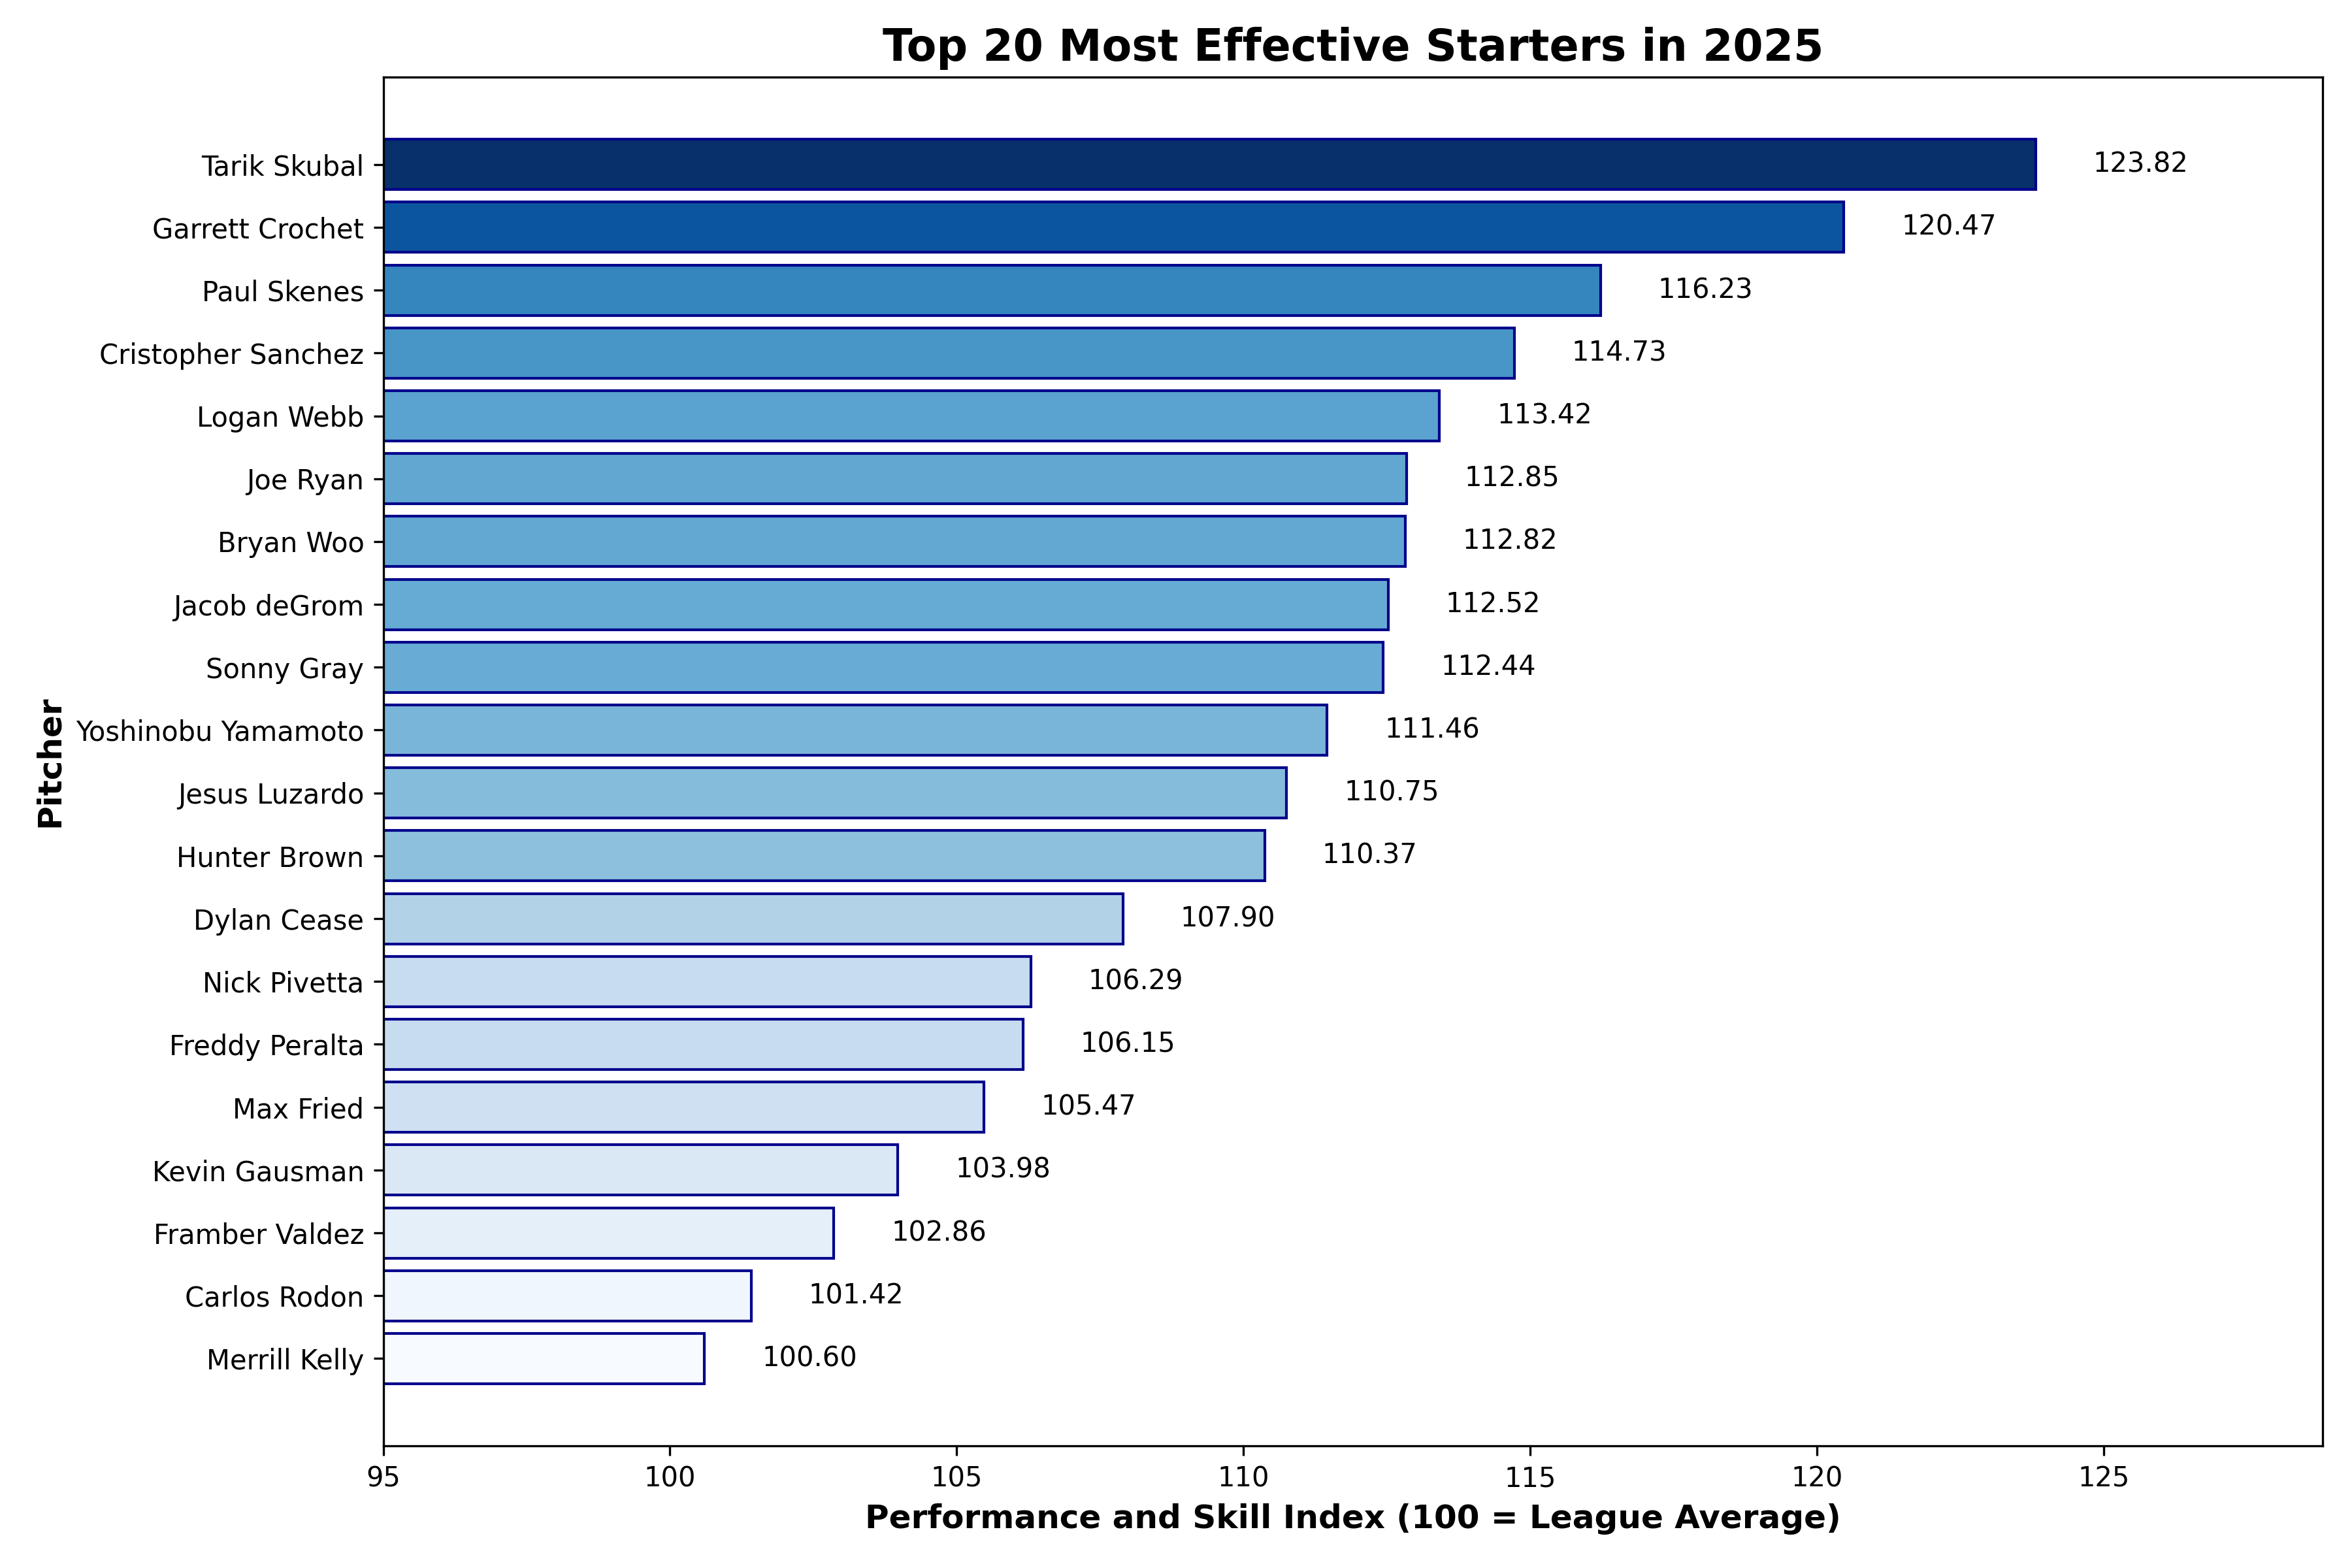 Top 20 Most Effective Starters in 2025
Pitcher
Tarik Skubal 123.82
Garrett Crochet 120.47
Paul Skenes 116.23
Cristopher Sanchez 114.73
Logan Webb 113.42
Joe Ryan 112.85
Bryan Woo 112.82
Jacob deGrom 112.52
Sonny Gray 112.44
Yoshinobu Yamamoto 111.46
Jesus Luzardo 110.75
Hunter Brown 110.37
Dylan Cease 107.90
Nick Pivetta 106.29
Freddy Peralta 106.15
Max Fried 105.47
Kevin Gausman 103.98
Framber Valdez 102.86
Carlos Rodon 101.42
Merrill Kelly 100.60
95 100 105 110 115 120 125
Performance and Skill Index (100 = League Average)